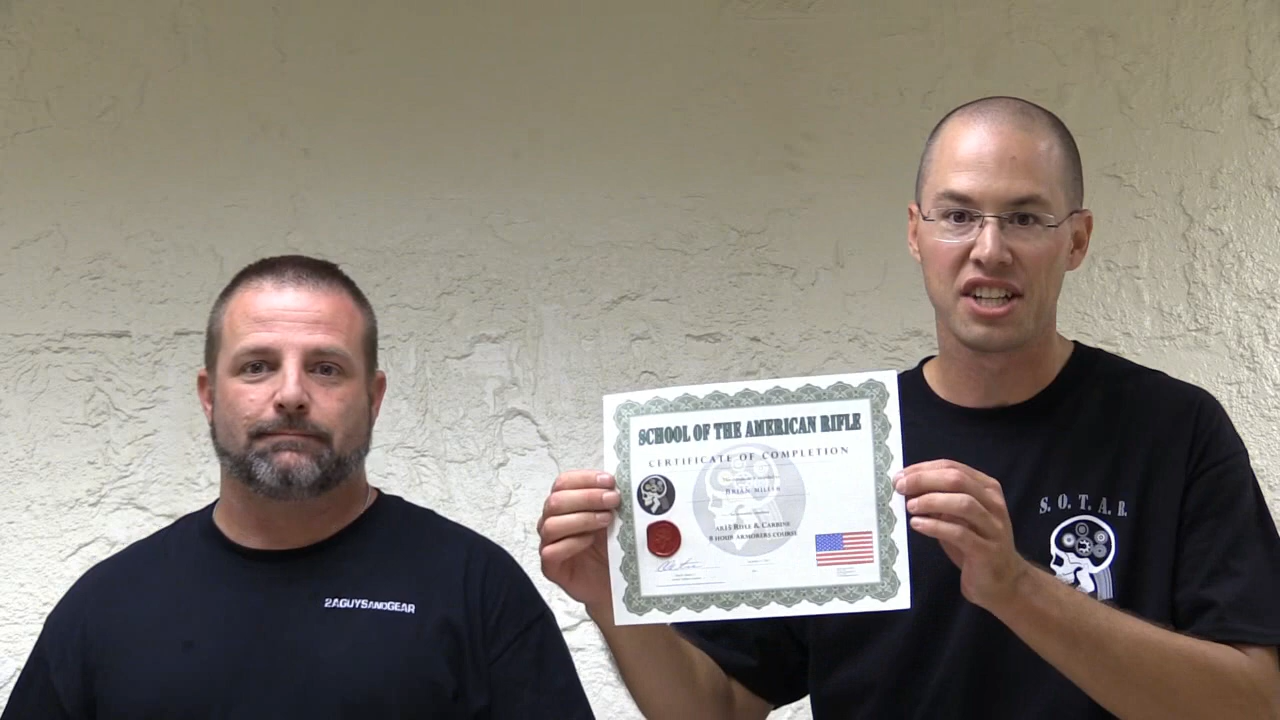 SCHOOL OF THE AMERICAN RIFLE
CERTIFICATE OF COMPLETION
BRIAN MILLER
AR15 RIFLE & CARBINE
8 HOUR ARMORERS COURSE
S. O. T. A. R.
2AGUYSANDGEAR